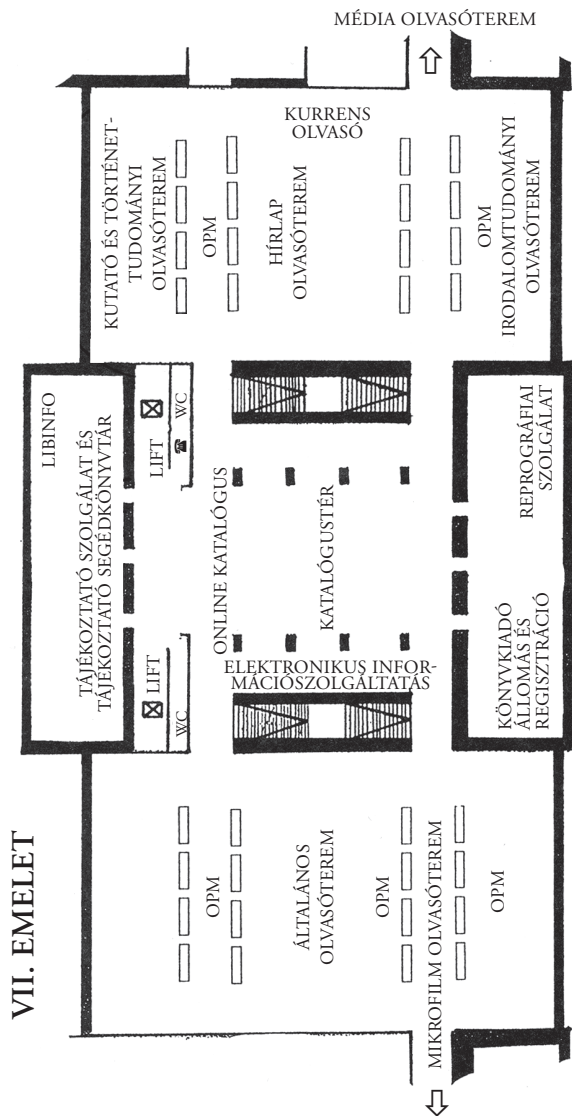 MÉDIA OLVASÓTEREM
KURRENS
OLVASÓ
KUTATÓ ÉS TÖRTÉNET-
TUDOMÁNYI
OLVASÓTEREM
OPM
HÍRLAP
OLVASÓTEREM
OPM
IRODALOMTUDOMÁNYI
OLVASÓTEREM
LIBINFO
TÁJÉKOZTATÓ SZOLGÁLAT ÉS
TÁJÉKOZTATÓ SEGÉDKÖNYVTÁR
LIFT
WC
LIFT
WC
ONLINE KATALÓGUS
KATALÓGUSTÉR
ELEKTRONIKUS INFOR-
MÁCIÓSZOLGÁLTATÁS
REPROGRÁFIAI
SZOLGÁLAT
KÖNYVKIADÓ
ÁLLOMÁS ÉS
REGISZTRÁCIÓ
VII. EMELET
OPM
ÁLTALÁNOS
OLVASÓTEREM
OPM
MIKROFILM OLVASÓTEREM
OPM